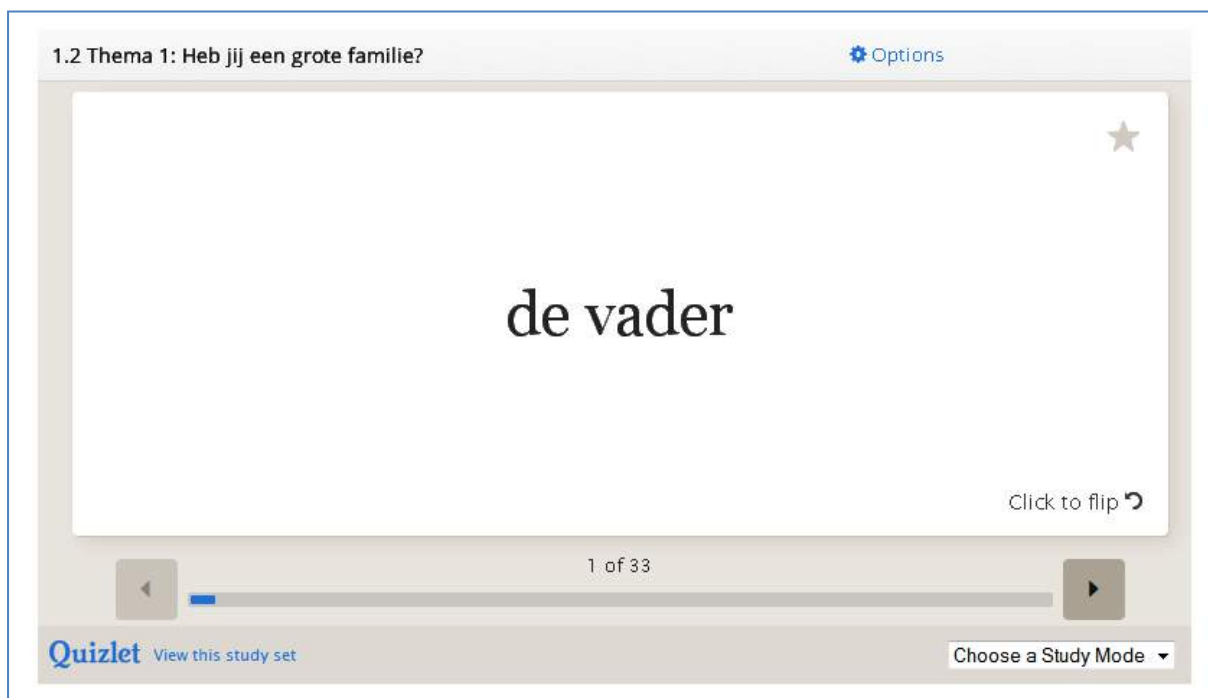 1.2 Thema 1: Heb jij een grote familie?
Options
de vader
Click to flip
1 of 33
Quizlet View this study set
Choose a Study Mode